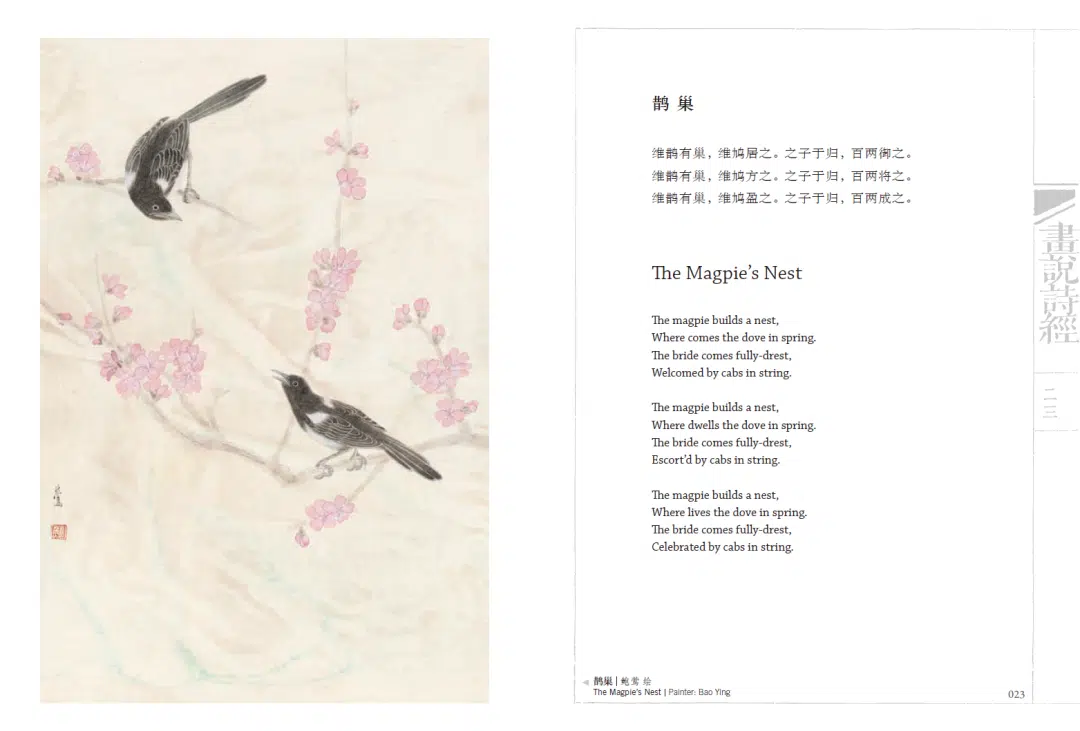 鹊巢
维鹊有巢，维鸠居之。之子于归，百两御之。
维鹊有巢，维鸠方之。之子于归，百两将之。
维鹊有巢，维鸠盈之。之子于归，百两成之。
The Magpie’s Nest
The magpie builds a nest,
Where comes the dove in spring.
The bride comes fully-drest,
Welcomed by cabs in string.
The magpie builds a nest,
Where dwells the dove in spring.
The bride comes fully-drest,
Escort’d by cabs in string.
The magpie builds a nest,
Where lives the dove in spring.
The bride comes fully-drest,
Celebrated by cabs in string.
畫說詩經
二三
鹊巢 | 鲍莺 绘
The Magpie’s Nest | Painter: Bao Ying
023